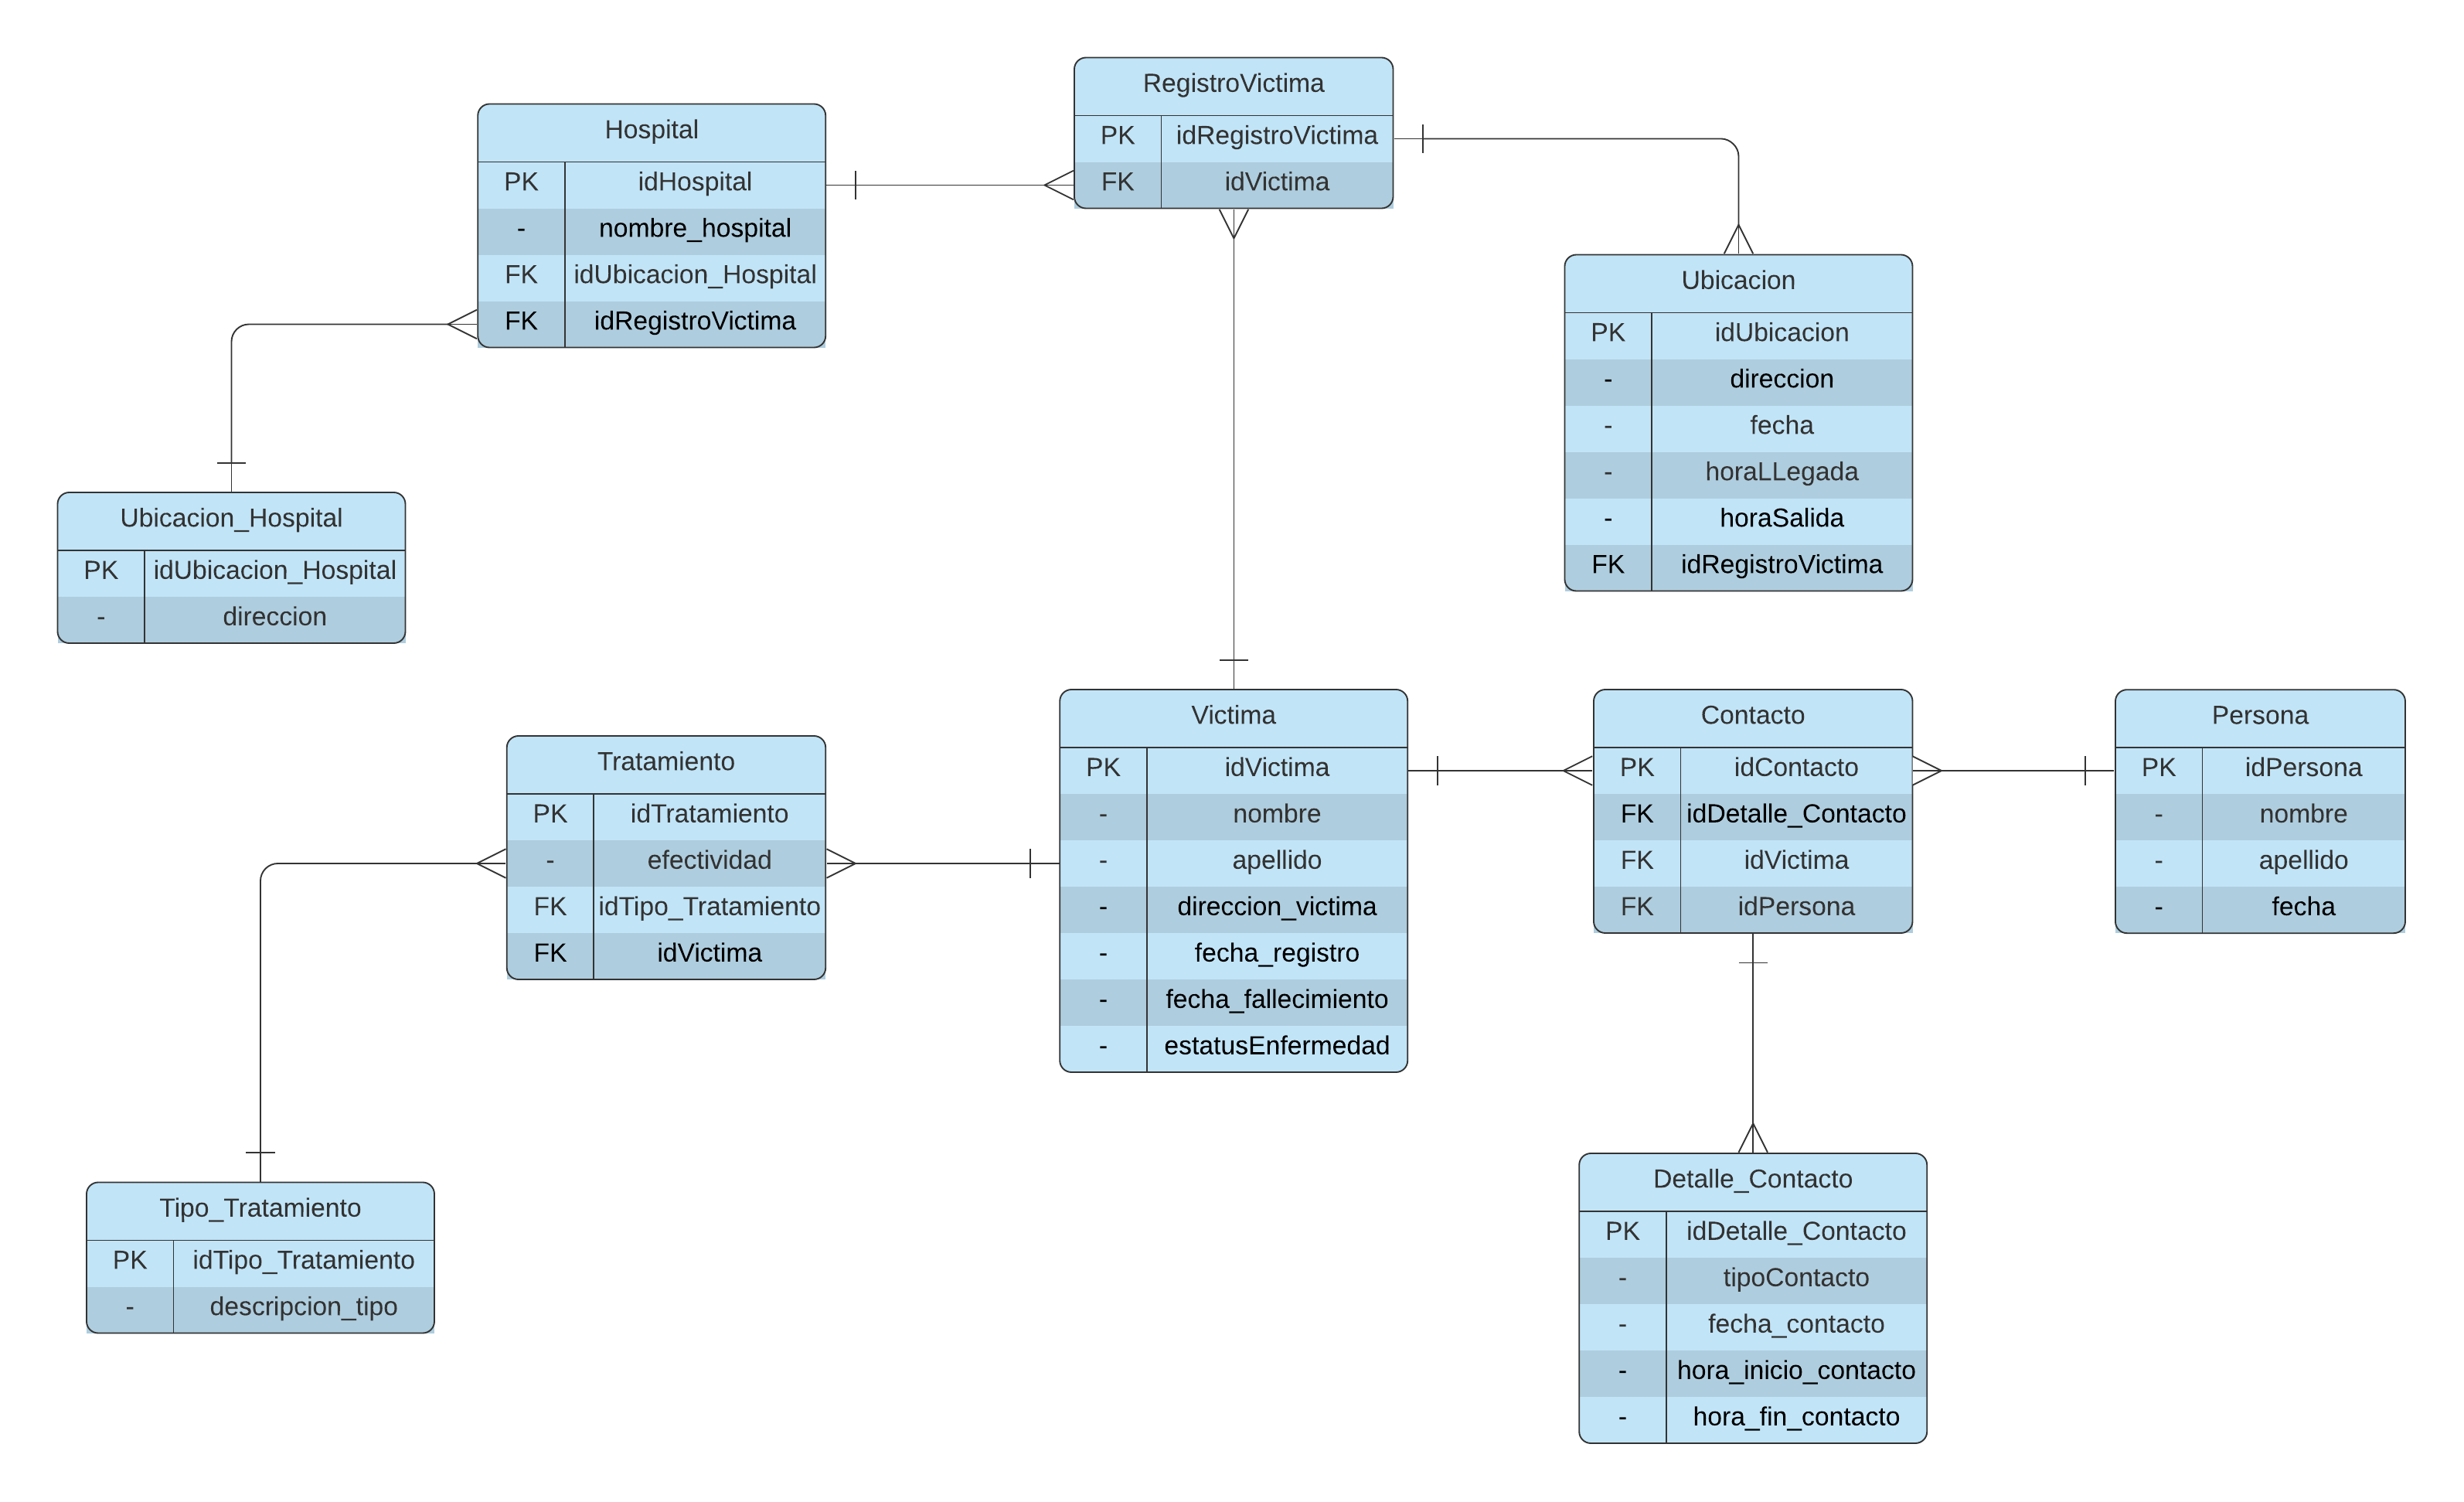 RegistroVictima
PK idRegistroVictima
FK idVictima
Hospital
PK idHospital
- nombre_hospital
FK idUbicacion_Hospital
FK idRegistroVictima
Ubicacion
PK idUbicacion
- direccion
- fecha
- horaLLegada
- horaSalida
FK idRegistroVictima
Ubicacion_Hospital
PK idUbicacion_Hospital
- direccion
Victima
PK idVictima
- nombre
- apellido
- direccion_victima
- fecha_registro
- fecha_fallecimiento
- estatusEnfermedad
Contacto
PK idContacto
FK idDetalle_Contacto
FK idVictima
FK idPersona
Persona
PK idPersona
- nombre
- apellido
- fecha
Tratamiento
PK idTratamiento
- efectividad
FK idTipo_Tratamiento
FK idVictima
Tipo_Tratamiento
PK idTipo_Tratamiento
- descripcion_tipo
Detalle_Contacto
PK idDetalle_Contacto
- tipoContacto
- fecha_contacto
- hora_inicio_contacto
- hora_fin_contacto